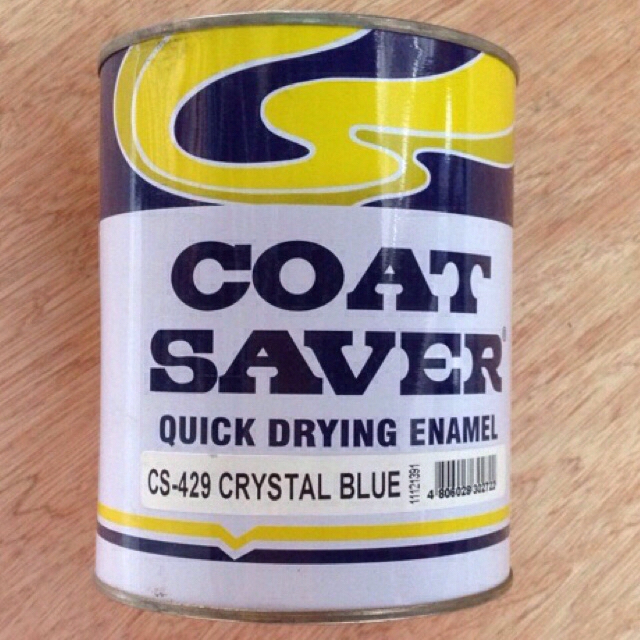 COAT
SAVER®
QUICK DRYING ENAMEL
CS-429 CRYSTAL BLUE
11121391